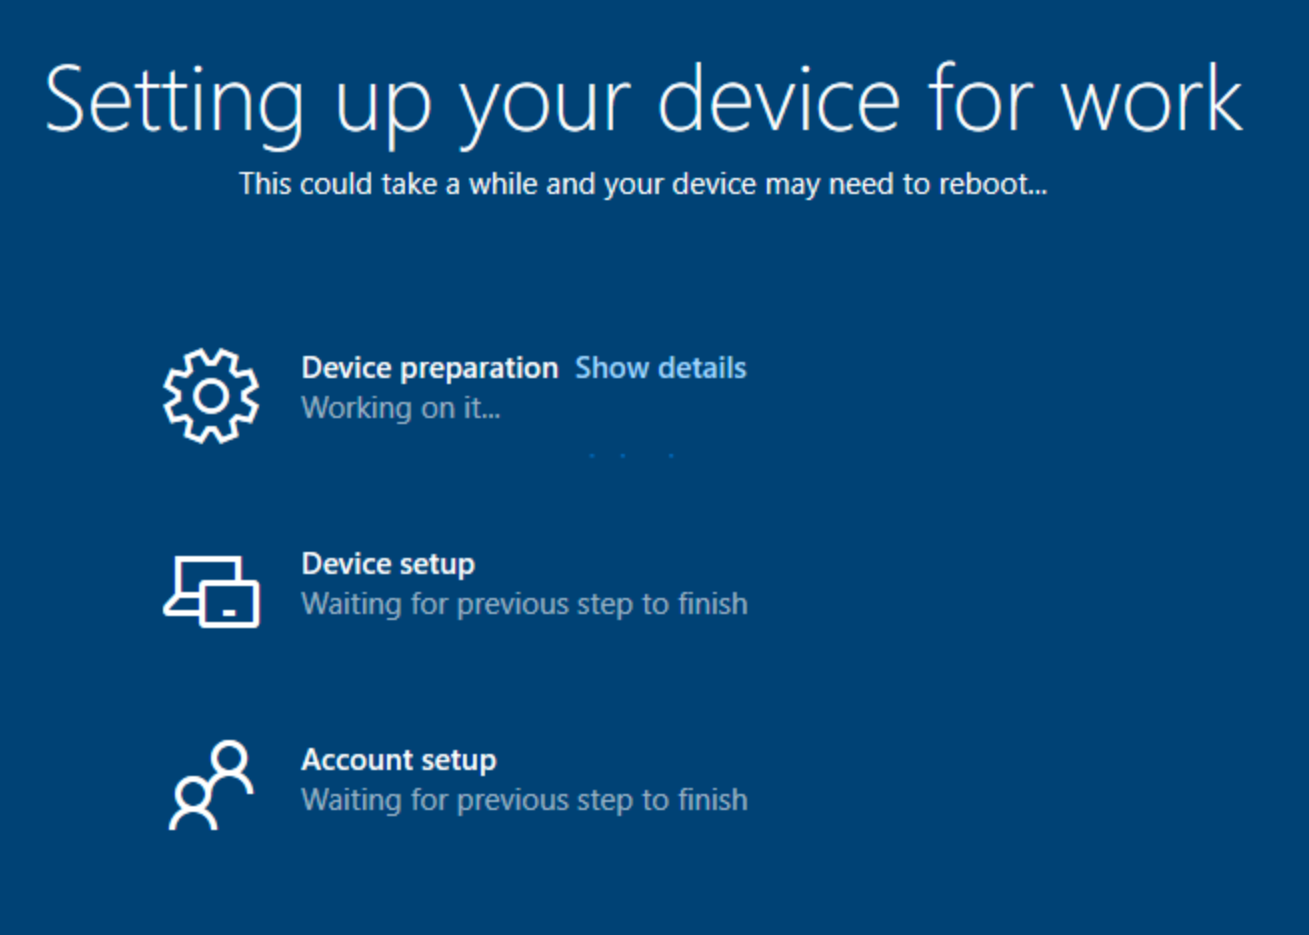 Setting up your device for work
This could take a while and your device may need to reboot...
Device preparation Show details
Working on it...
Device setup
Waiting for previous step to finish
Account setup
Waiting for previous step to finish